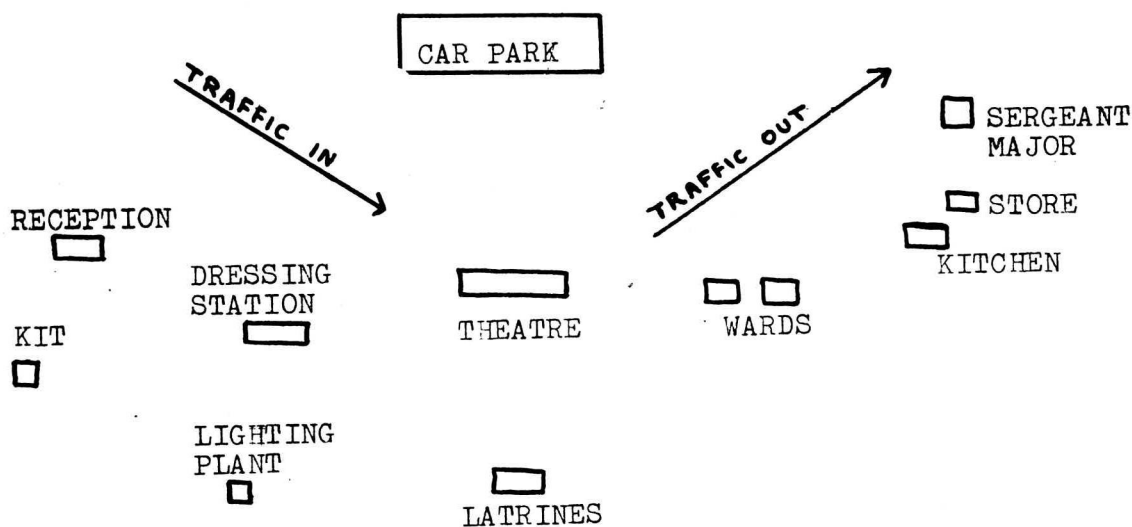 CAR PARK
TRAFFIC IN
TRAFFIC OUT
SERGEANT
MAJOR
RECEPTION
STORE
KITCHEN
DRESSING
STATION
THEATRE
WARDS
KIT
LIGHTING
PLANT
LATRINES